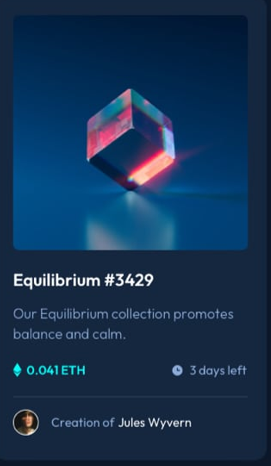 Equilibrium #3429
Our Equilibrium collection promotes
balance and calm.
0.041 ETH
3 days left
Creation of Jules Wyvern